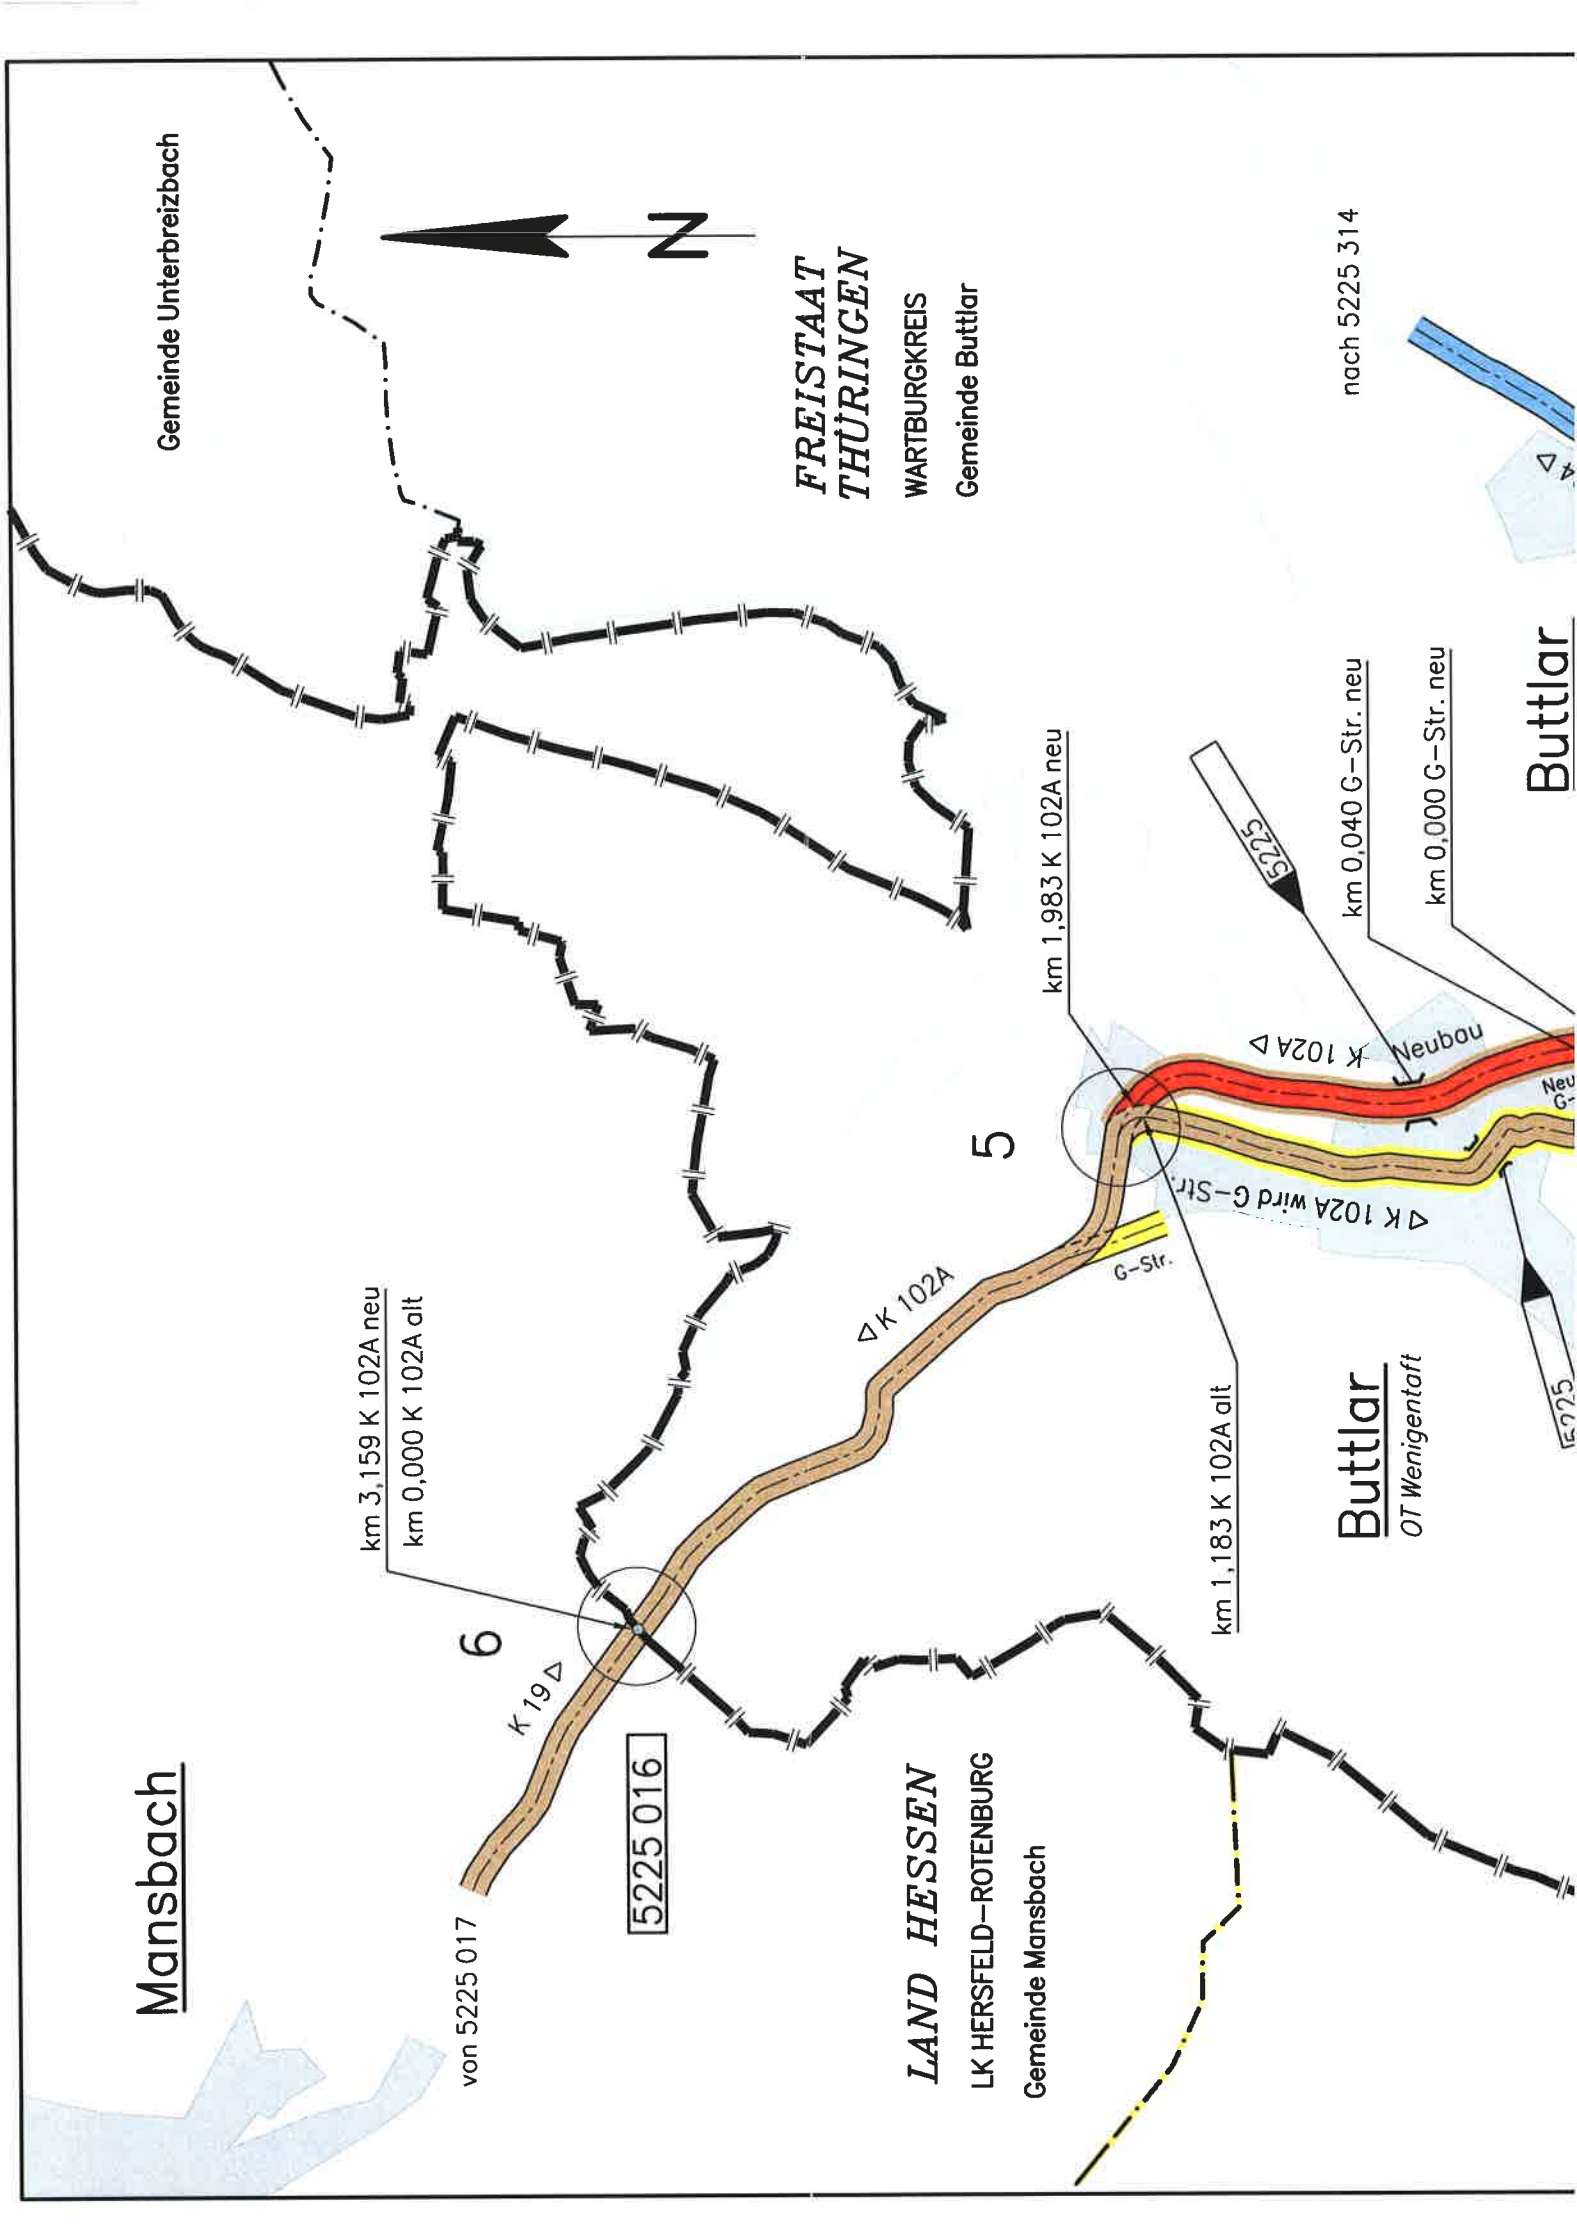 Mansbach
von 5225 017
K 19
6
5225 016
km 3,159 K 102A neu
km 0,000 K 102A alt
Gemeinde Unterbreizbach
N
FREISTAAT
THÜRINGEN
WARTBURGKREIS
Gemeinde Buttlar
LAND HESSEN
LK HERSFELD–ROTENBURG
Gemeinde Mansbach
K 102A
G–Str.
5
km 1,983 K 102A neu
km 1,183 K 102A alt
K 102A wird G–Str.
K 102A
Neubau
5225
km 0,040 G–Str. neu
km 0,000 G–Str. neu
nach 5225 314
Buttlar
OT Wenigentaft
5225
Neu
G-
Buttlar
4